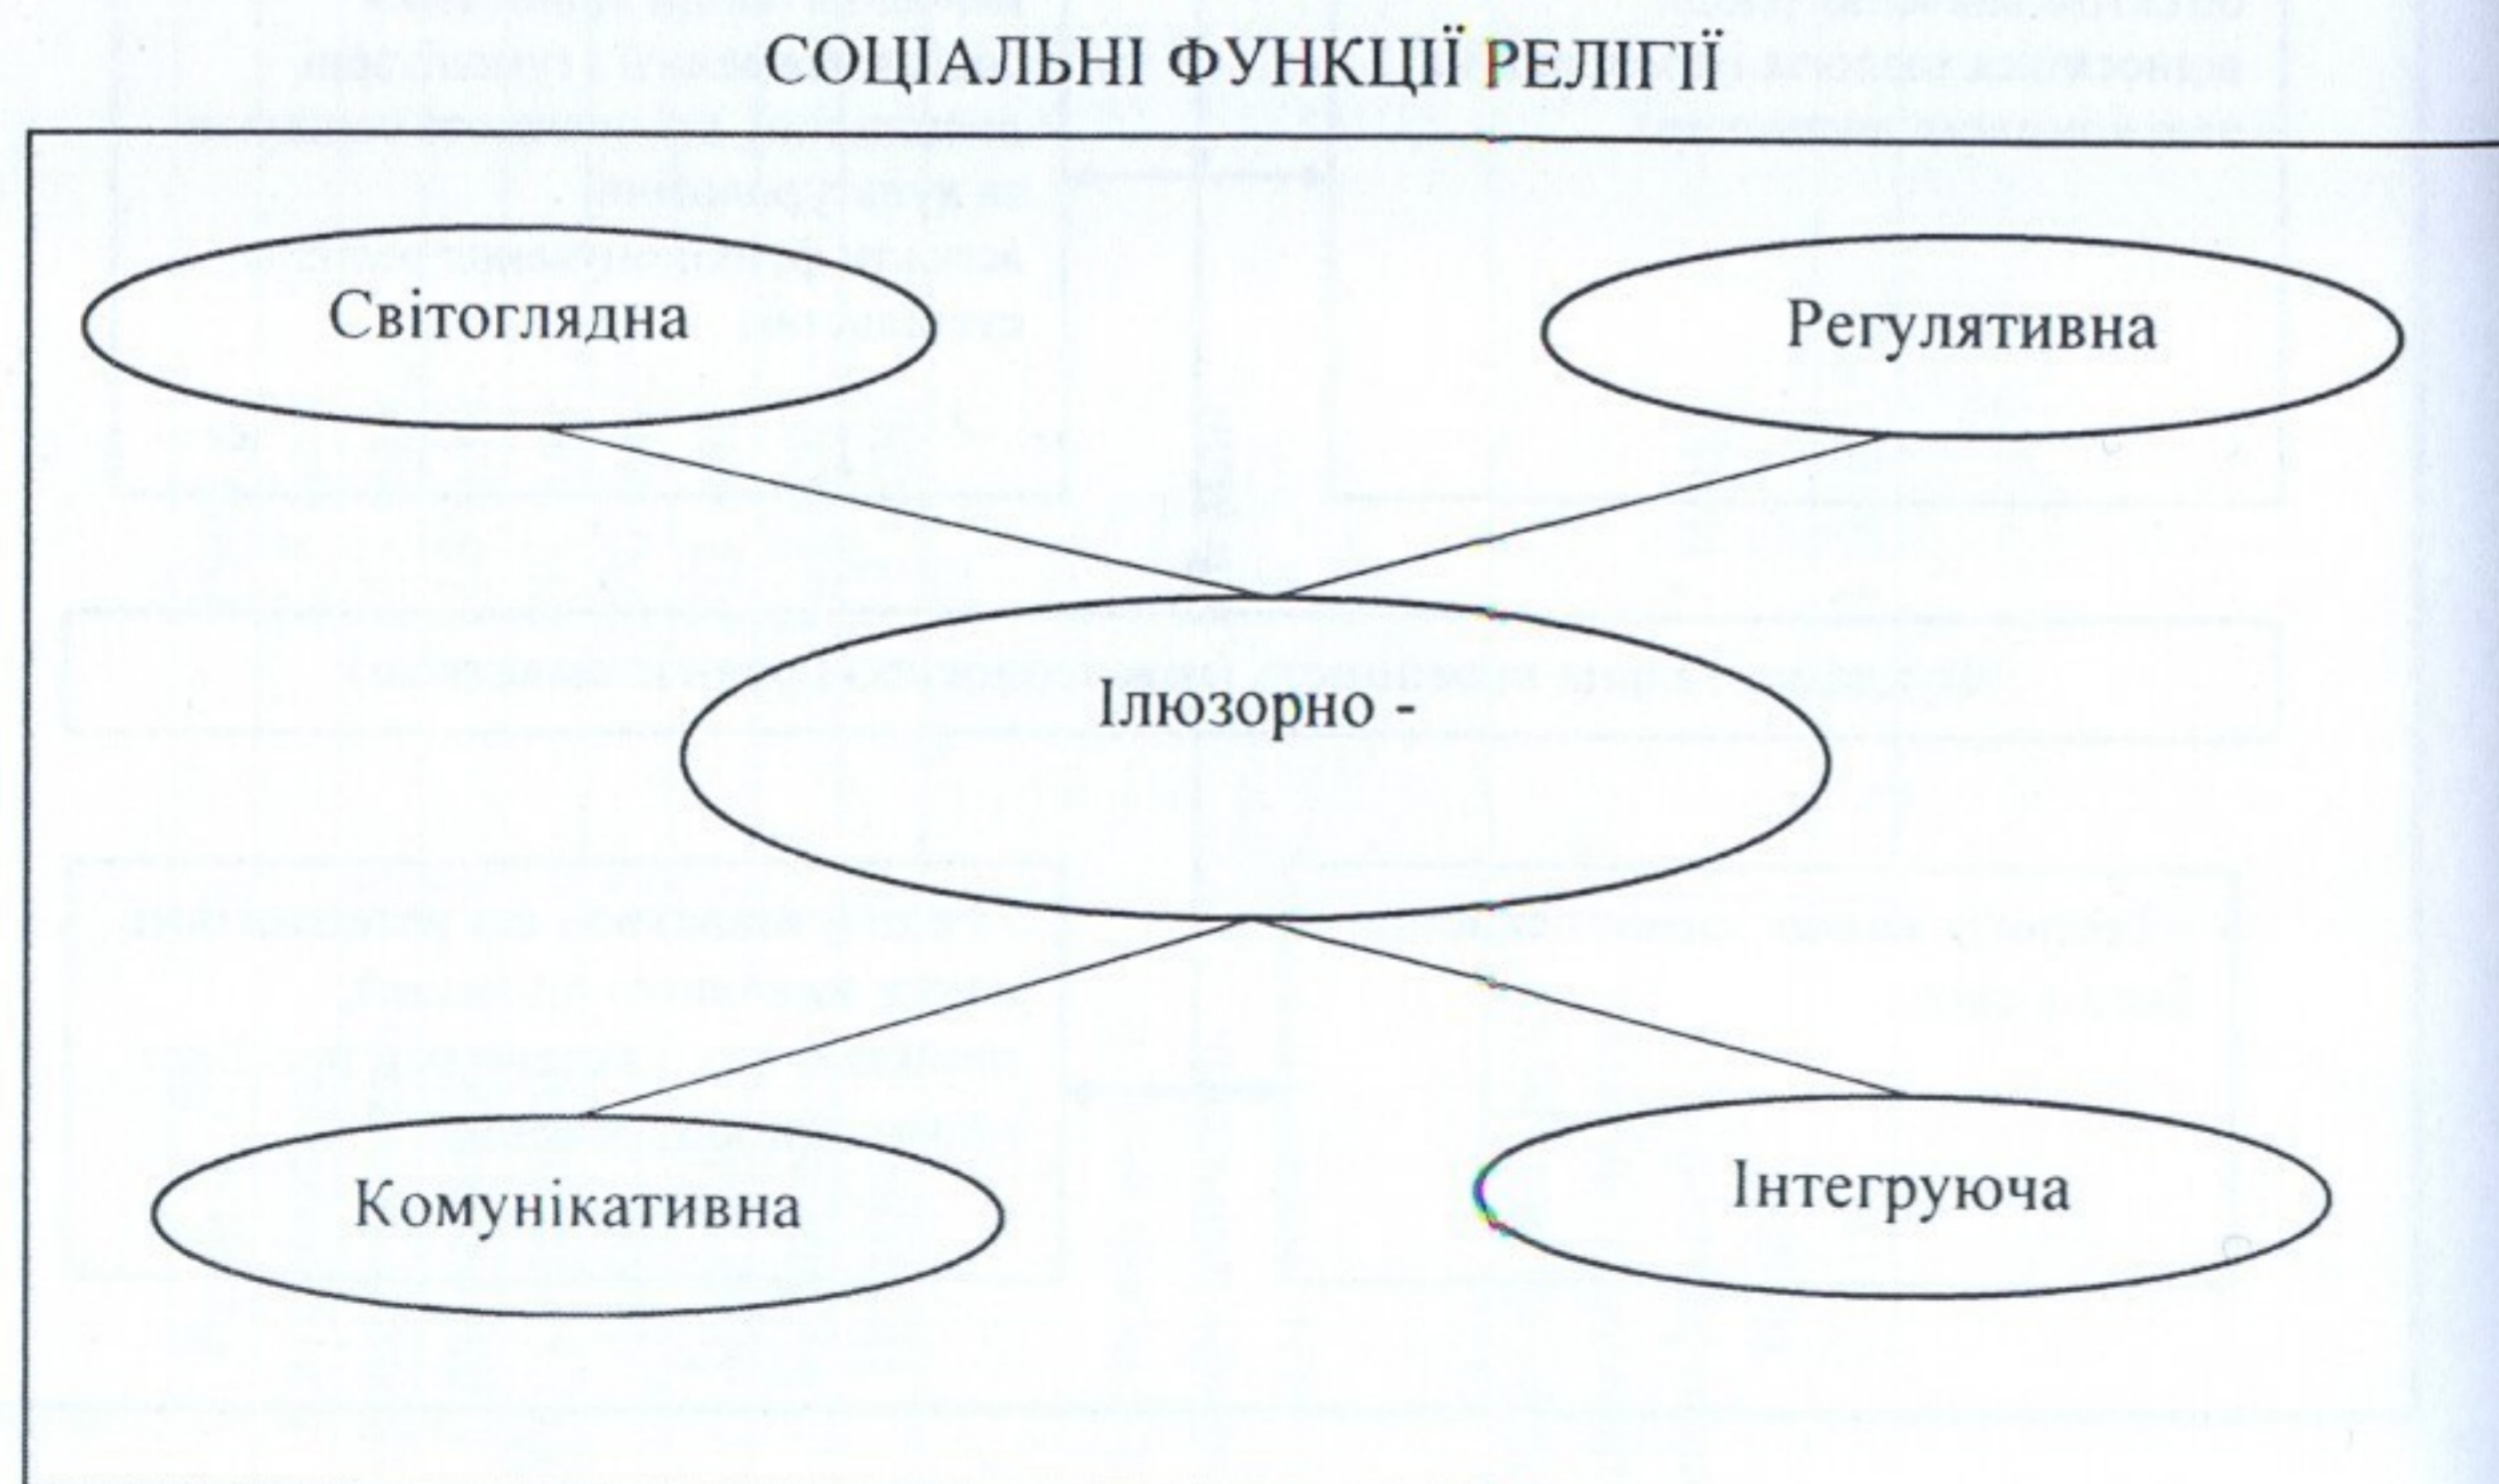 СОЦІАЛЬНІ ФУНКЦІЇ РЕЛІГІЇ
Світоглядна
Регулятивна
Ілюзорно -
Комунікативна
Інтегруюча